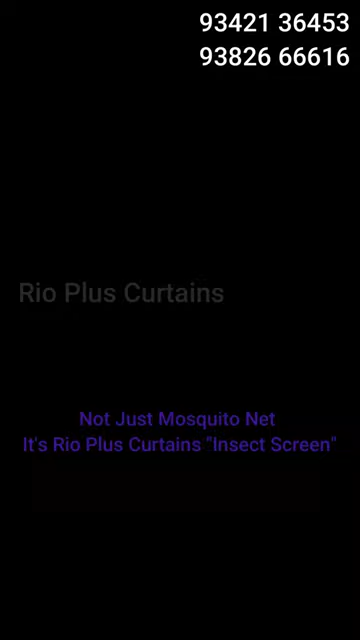 93421 36453
93826 66616
Rio Plus Curtains
Not Just Mosquito Net
It's Rio Plus Curtains "Insect Screen"